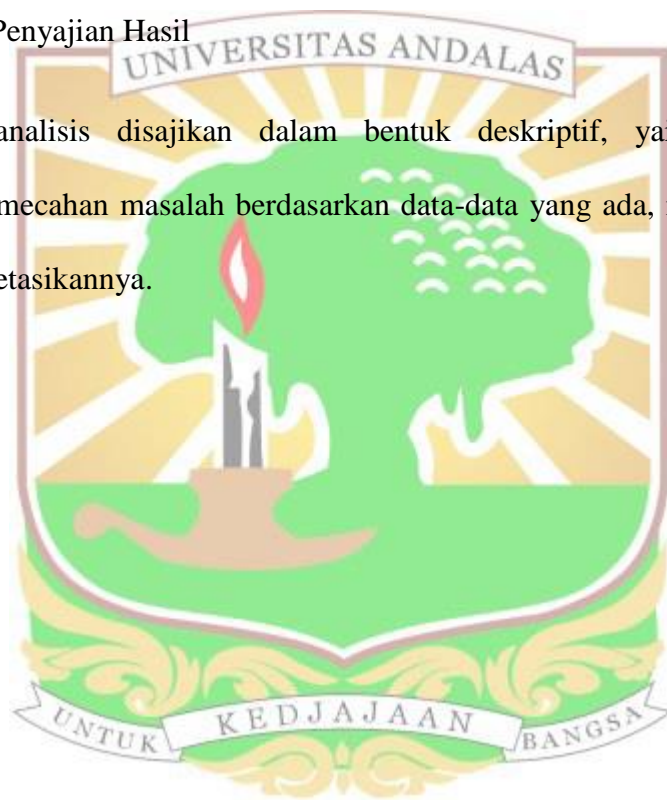 Penyajian Hasil
UNIVERSITAS ANDALAS
analisis disajikan dalam bentuk deskriptif, yai
mecahan masalah berdasarkan data-data yang ada,
etasikannya.
UNTUK KEDJAJAAN BANGSA